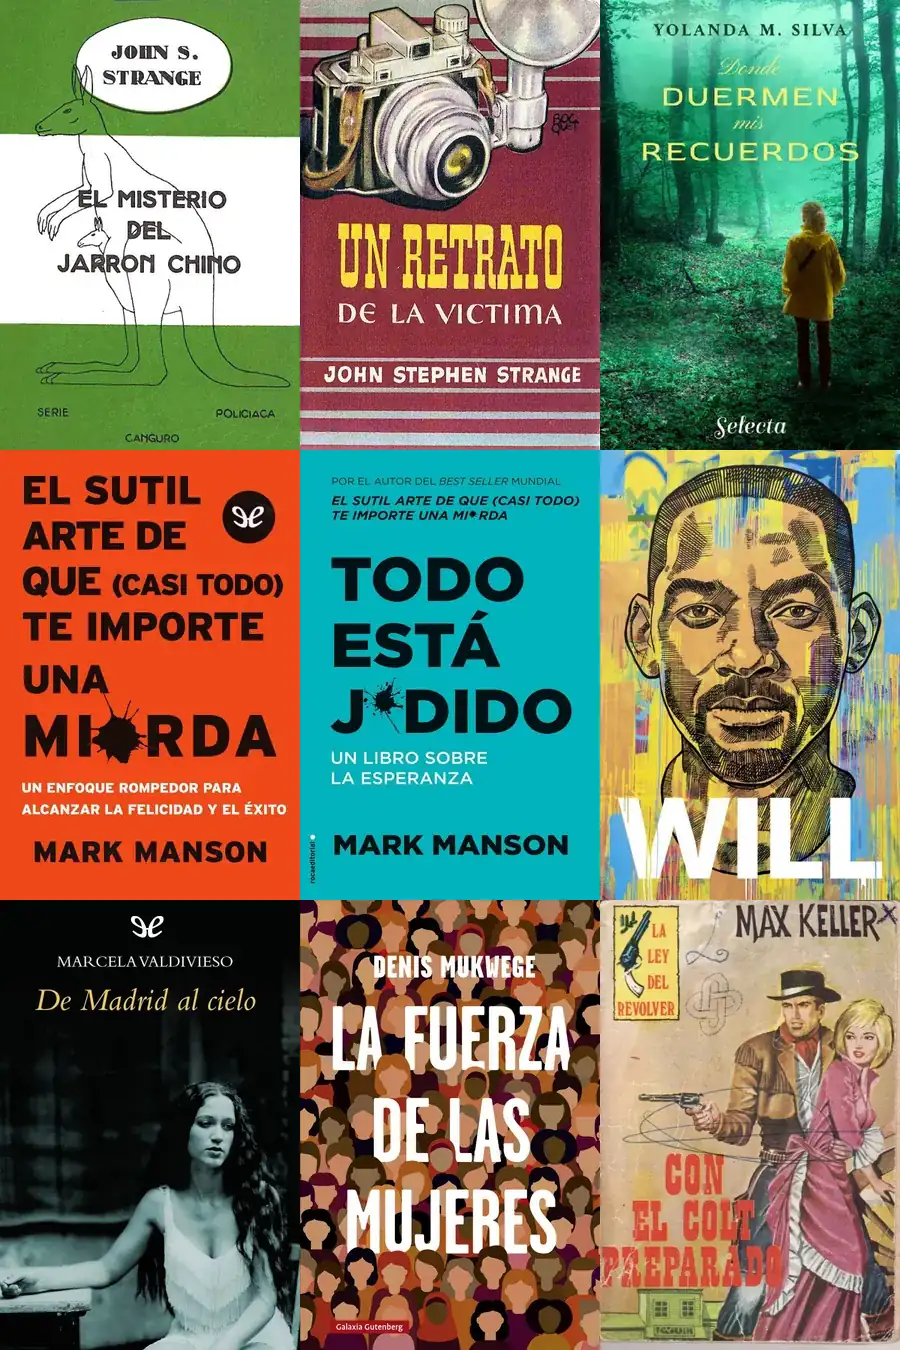 JOHN S.
STRANGE
EL MISTERIO
DEL
JARRON CHINO
SERIE
POLICIACA
CANGURO
BOC
QUET
UN RETRATO
DE LA VICTIMA
JOHN STEPHEN STRANGE
YOLANDA M. SILVA
Donde
DUERMEN
mis
RECUERDOS
Selecta
EL SUTIL
ARTE DE
QUE (CASI TODO)
TE IMPORTE
UNA
MI RDA
UN ENFOQUE ROMPEDOR PARA
ALCANZAR LA FELICIDAD Y EL ÉXITO
MARK MANSON
POR EL AUTOR DEL BEST SELLER MUNDIAL
EL SUTIL ARTE DE QUE (CASI TODO)
TE IMPORTE UNA MI*RDA
TODO
ESTÁ
J DIDO
UN LIBRO SOBRE
LA ESPERANZA
rocaeditorial
MARK MANSON
WILL
MARCELA VALDIVIESO
De Madrid al cielo
DENIS MUKWEGE
LA FUERZA
DE LAS
MUJERES
Galaxia Gutenberg
MAX KELLER
LA
LEY
DEL
REVOLVER
CON
EL COLT
PREPARADO